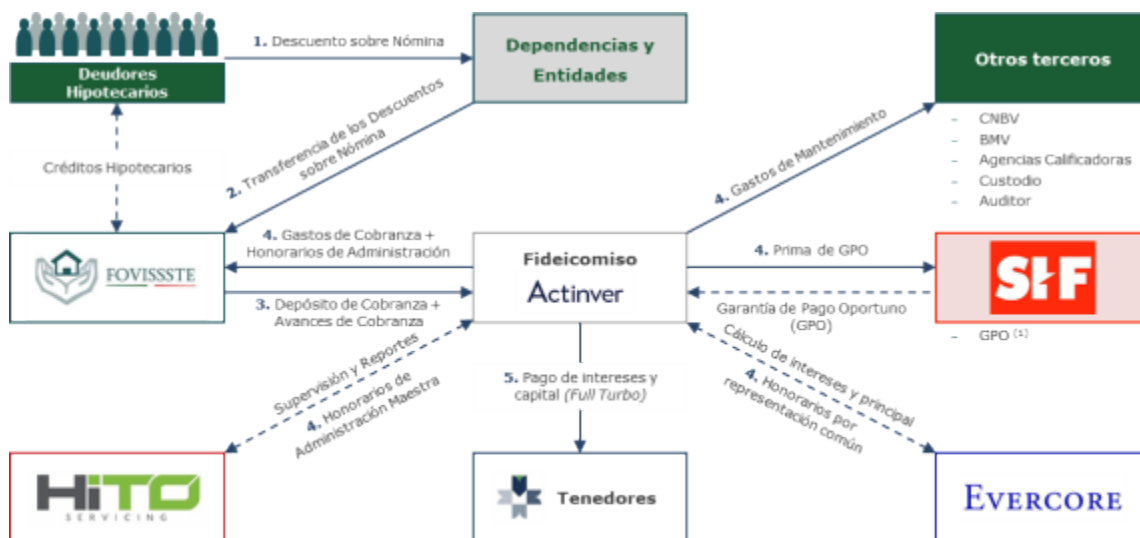 Deudores
Hipotecarios
1. Descuento sobre Nómina
Dependencias y
Entidades
Otros terceros
- CNBV
- BMV
- Agencias Calificadoras
- Custodio
- Auditor
Créditos Hipotecarios
2. Transferencia de los Descuentos
sobre Nómina
4. Gastos de Mantenimiento
FOVISSSTE
4. Gastos de Cobranza +
Honorarios de Administración
3. Depósito de Cobranza +
Avances de Cobranza
Fideicomiso
Actinver
4. Prima de GPO
Garantía de Pago Oportuno
(GPO)
SHF
- GPO (1)
Supervisión y Reportes
4. Honorarios de
Administración Maestra
5. Pago de intereses y
capital (Full Turbo)
Cálculo de intereses y principal
4. Honorarios por
representación común
HiTO
SERVICING
Tenedores
EVERCORE